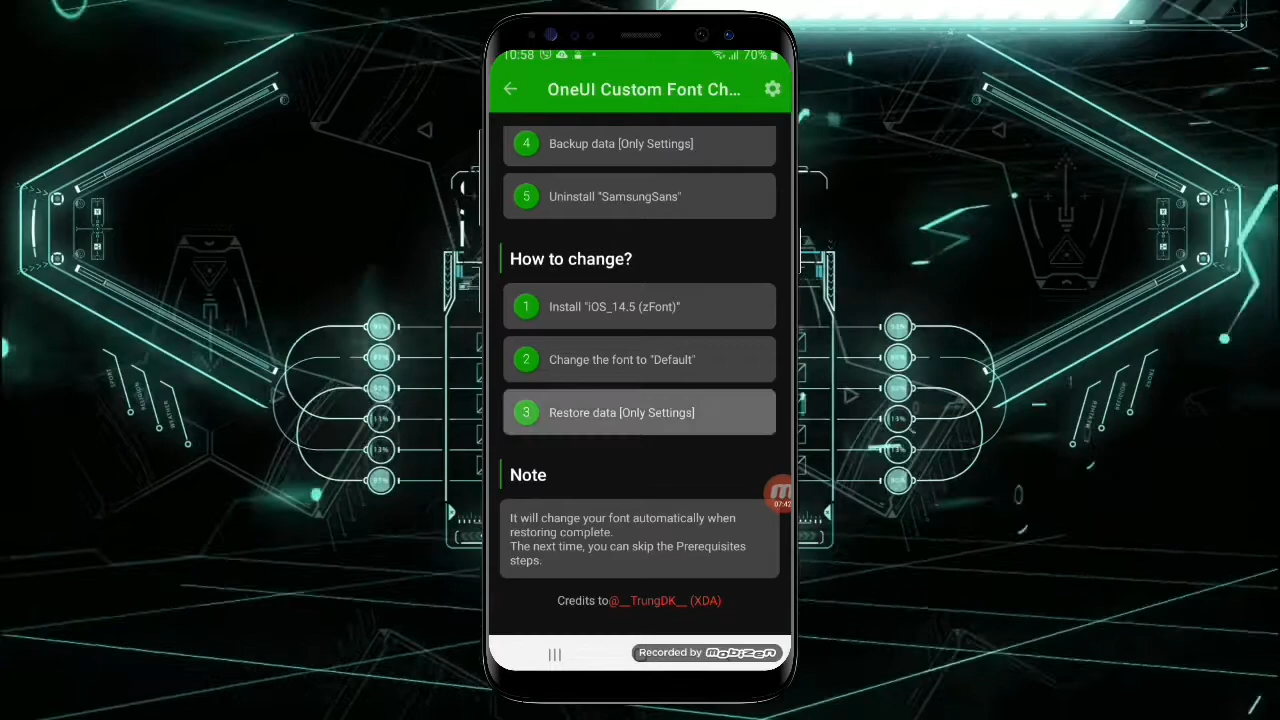 10:58 70%
OneUI Custom Font Ch...
4 Backup data [Only Settings]
5 Uninstall "SamsungSans"
How to change?
1 Install "iOS_14.5 (zFont)"
2 Change the font to "Default"
3 Restore data [Only Settings]
Note
07:42
It will change your font automatically when
restoring complete.
The next time, you can skip the Prerequisites
steps.
Credits to@__TrungDK__ (XDA)
Recorded by mobizen